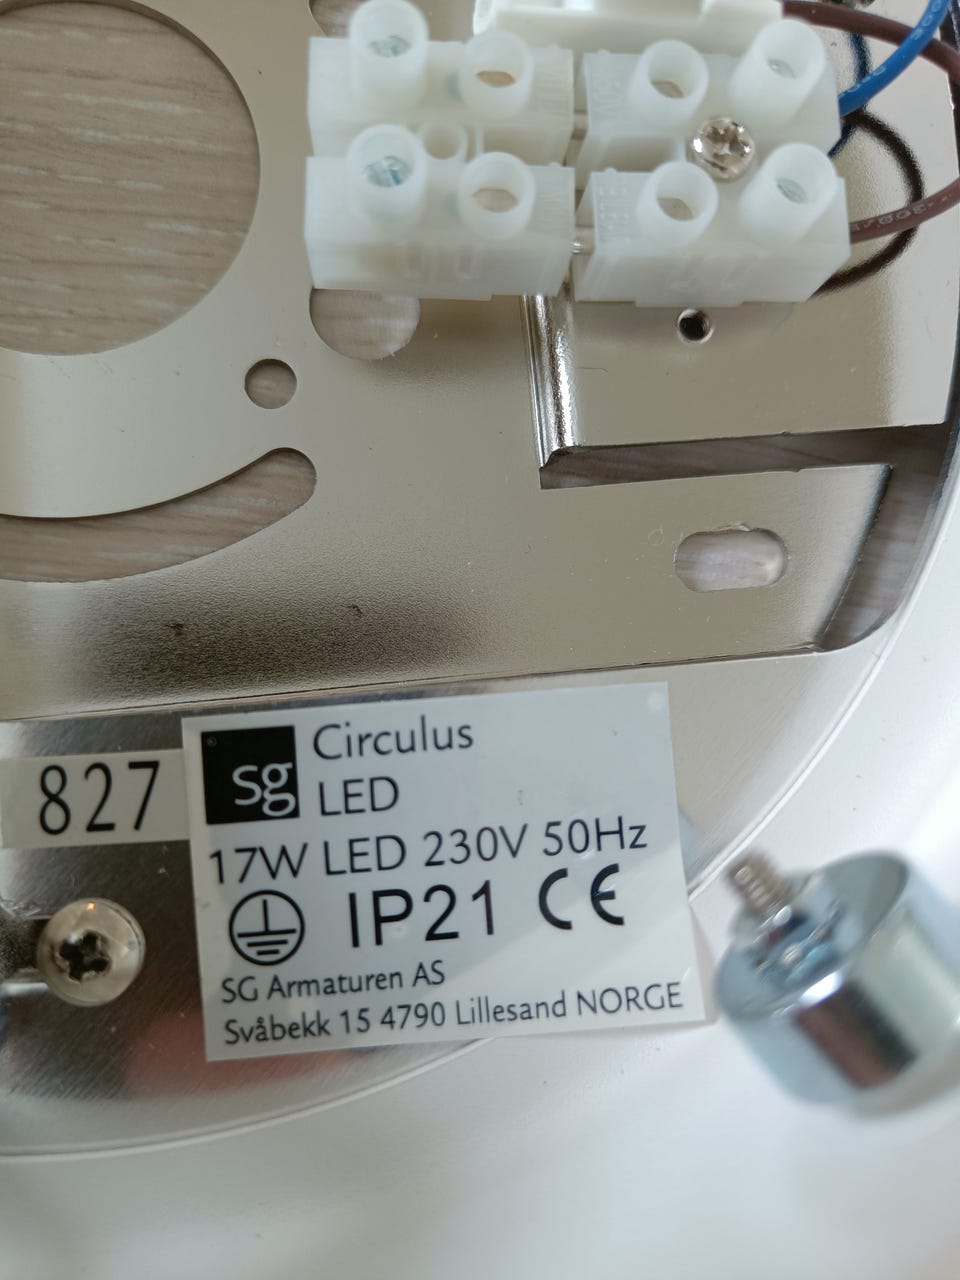 827
sg
Circulus
LED
17W LED 230V 50Hz
IP21 CE
SG Armaturen AS
Svåbekk 15 4790 Lillesand NORGE